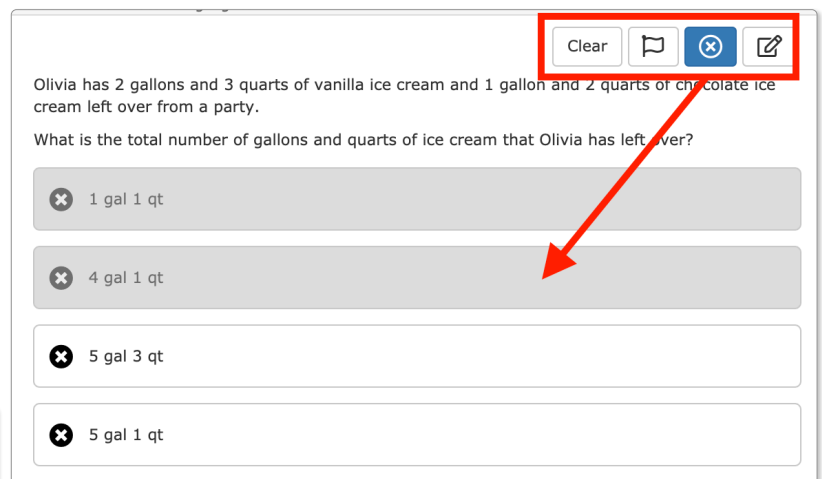 Clear
Olivia has 2 gallons and 3 quarts of vanilla ice cream and 1 gallon and 2 quarts of chocolate ice
cream left over from a party.
What is the total number of gallons and quarts of ice cream that Olivia has left over?
1 gal 1 qt
4 gal 1 qt
5 gal 3 qt
5 gal 1 qt